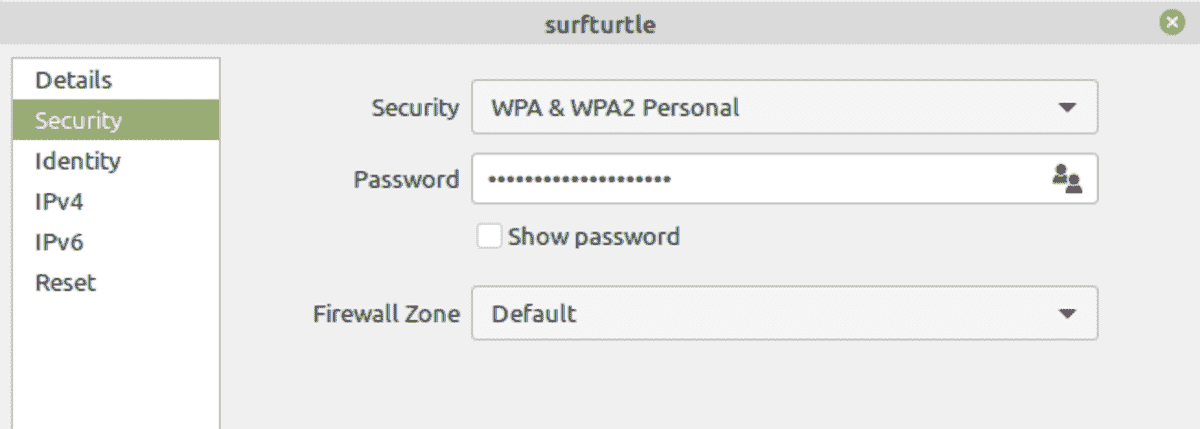 surfturtle
Details
Security
Identity
IPv4
IPv6
Reset
Security WPA & WPA2 Personal
Password ••••••••••••••••••••
Show password
Firewall Zone Default